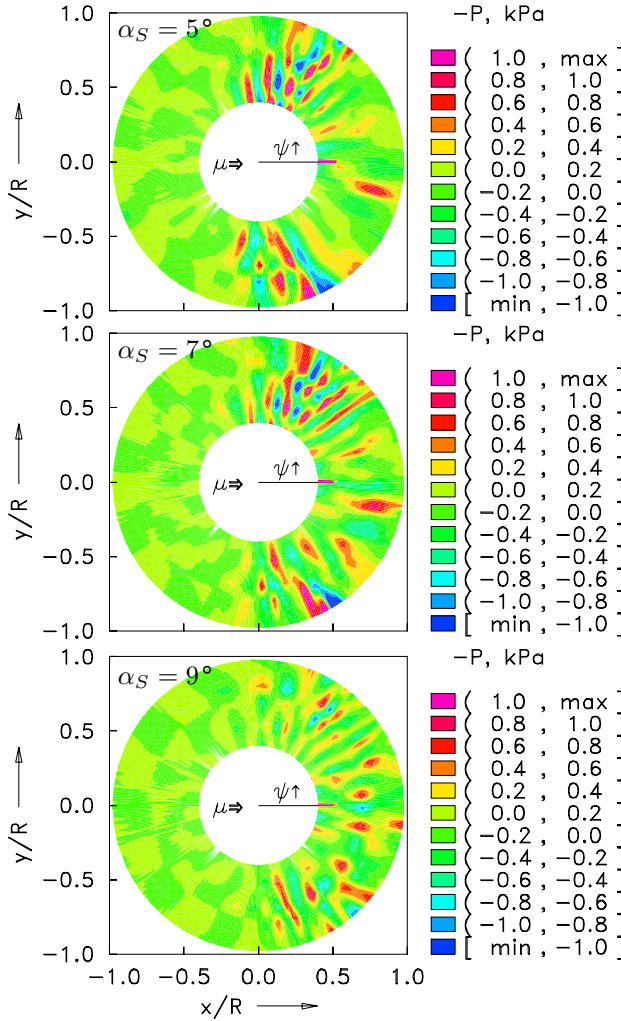 −P, kPa
1.0
α_S = 5°
0.5
0.0
−0.5
−1.0
y/R
μ⇒
ψ↑
( 1.0 , max ]
( 0.8 , 1.0 ]
( 0.6 , 0.8 ]
( 0.4 , 0.6 ]
( 0.2 , 0.4 ]
( 0.0 , 0.2 ]
( −0.2 , 0.0 ]
( −0.4 , −0.2 ]
( −0.6 , −0.4 ]
( −0.8 , −0.6 ]
( −1.0 , −0.8 ]
[ min , −1.0 ]
−P, kPa
1.0
α_S = 7°
0.5
0.0
−0.5
−1.0
y/R
μ⇒
ψ↑
( 1.0 , max ]
( 0.8 , 1.0 ]
( 0.6 , 0.8 ]
( 0.4 , 0.6 ]
( 0.2 , 0.4 ]
( 0.0 , 0.2 ]
( −0.2 , 0.0 ]
( −0.4 , −0.2 ]
( −0.6 , −0.4 ]
( −0.8 , −0.6 ]
( −1.0 , −0.8 ]
[ min , −1.0 ]
−P, kPa
1.0
α_S = 9°
0.5
0.0
−0.5
−1.0
y/R
μ⇒
ψ↑
( 1.0 , max ]
( 0.8 , 1.0 ]
( 0.6 , 0.8 ]
( 0.4 , 0.6 ]
( 0.2 , 0.4 ]
( 0.0 , 0.2 ]
( −0.2 , 0.0 ]
( −0.4 , −0.2 ]
( −0.6 , −0.4 ]
( −0.8 , −0.6 ]
( −1.0 , −0.8 ]
[ min , −1.0 ]
−1.0 −0.5 0.0 0.5 1.0
x/R